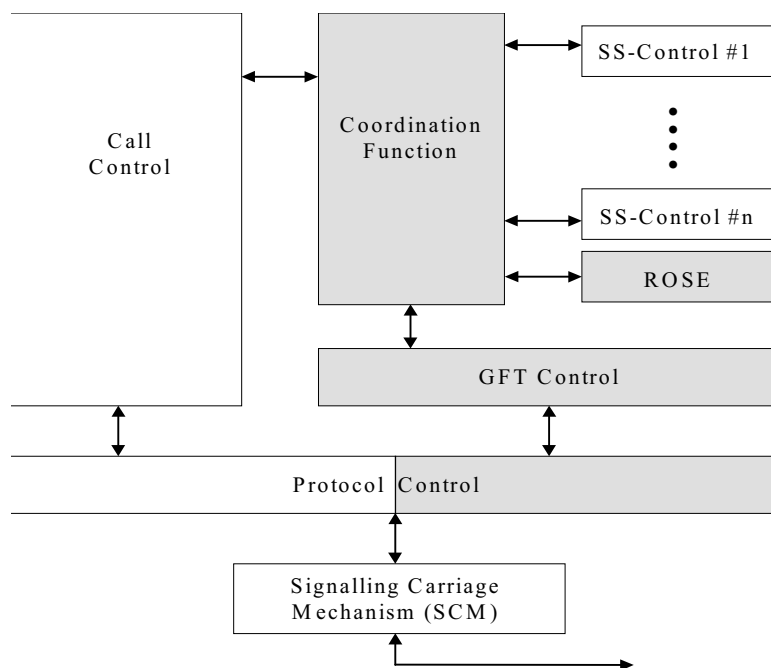 SS-Control #1
Coordination
Function
Call
Control
SS-Control #n
ROSE
GFT Control
Protocol Control
Signalling Carriage
Mechanism (SCM)